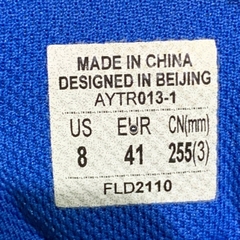 MADE IN CHINA
DESIGNED IN BEIJING
AYTR013-1
US EUR CN(mm)
8 41 255(3)
FLD2110